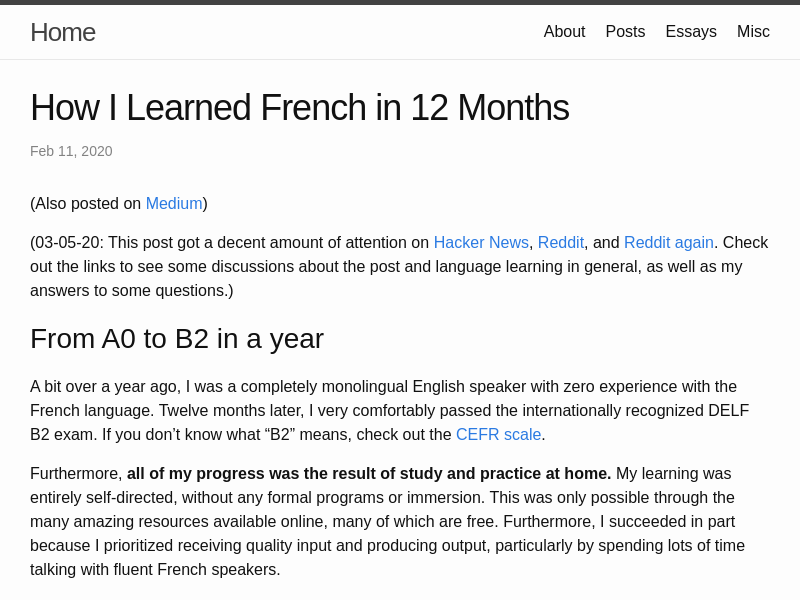 Home
About Posts Essays Misc
How I Learned French in 12 Months
Feb 11, 2020
(Also posted on Medium)
(03-05-20: This post got a decent amount of attention on Hacker News, Reddit, and Reddit again. Check
out the links to see some discussions about the post and language learning in general, as well as my
answers to some questions.)
From A0 to B2 in a year
A bit over a year ago, I was a completely monolingual English speaker with zero experience with the
French language. Twelve months later, I very comfortably passed the internationally recognized DELF
B2 exam. If you don’t know what “B2” means, check out the CEFR scale.
Furthermore, all of my progress was the result of study and practice at home. My learning was
entirely self-directed, without any formal programs or immersion. This was only possible through the
many amazing resources available online, many of which are free. Furthermore, I succeeded in part
because I prioritized receiving quality input and producing output, particularly by spending lots of time
talking with fluent French speakers.